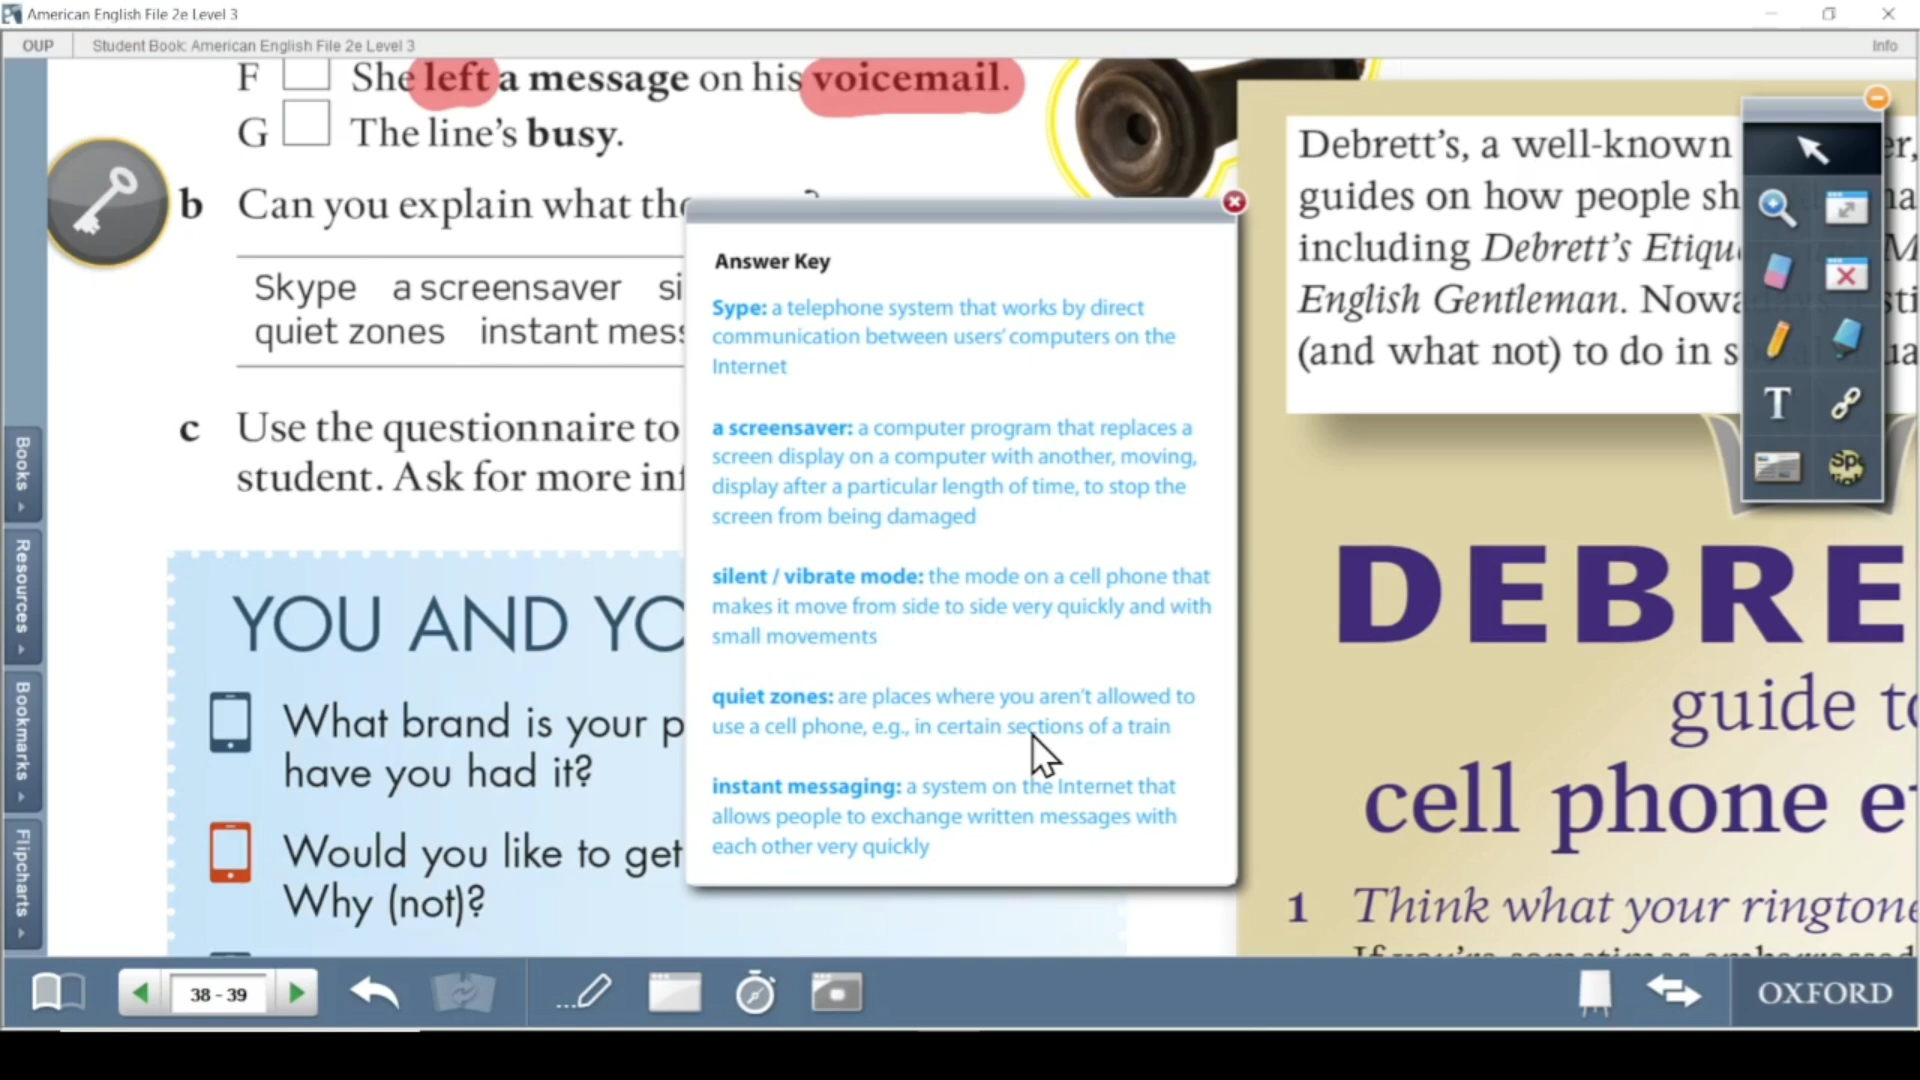 American English File 2e Level 3
OUP
Student Book: American English File 2e Level 3
Info
F She left a message on his voicemail.
G The line's busy.
b Can you explain what the
Skype a screensaver
quiet zones instant
c Use the questionnaire to
student. Ask for more
YOU AND
What brand is your
have you had it?
Would you like to get
Why (not)?
Answer Key
Sype: a telephone system that works by direct
communication between users' computers on the
Internet
a screensaver: a computer program that replaces a
screen display on a computer with another, moving,
display after a particular length of time, to stop the
screen from being damaged
silent / vibrate mode: the mode on a cell phone that
makes it move from side to side very quickly and with
small movements
quiet zones: are places where you aren't allowed to
use a cell phone, e.g., in certain sections of a train
instant messaging: a system on the Internet that
allows people to exchange written messages with
each other very quickly
Debrett's, a well-known
guides on how people
including Debrett's
English Gentleman.
(and what not) to do in
DEBRE
guide to
cell phone
1 Think what your ringtone
Books
Resources
Bookmarks
Flipcharts
T
38 - 39
OXFORD